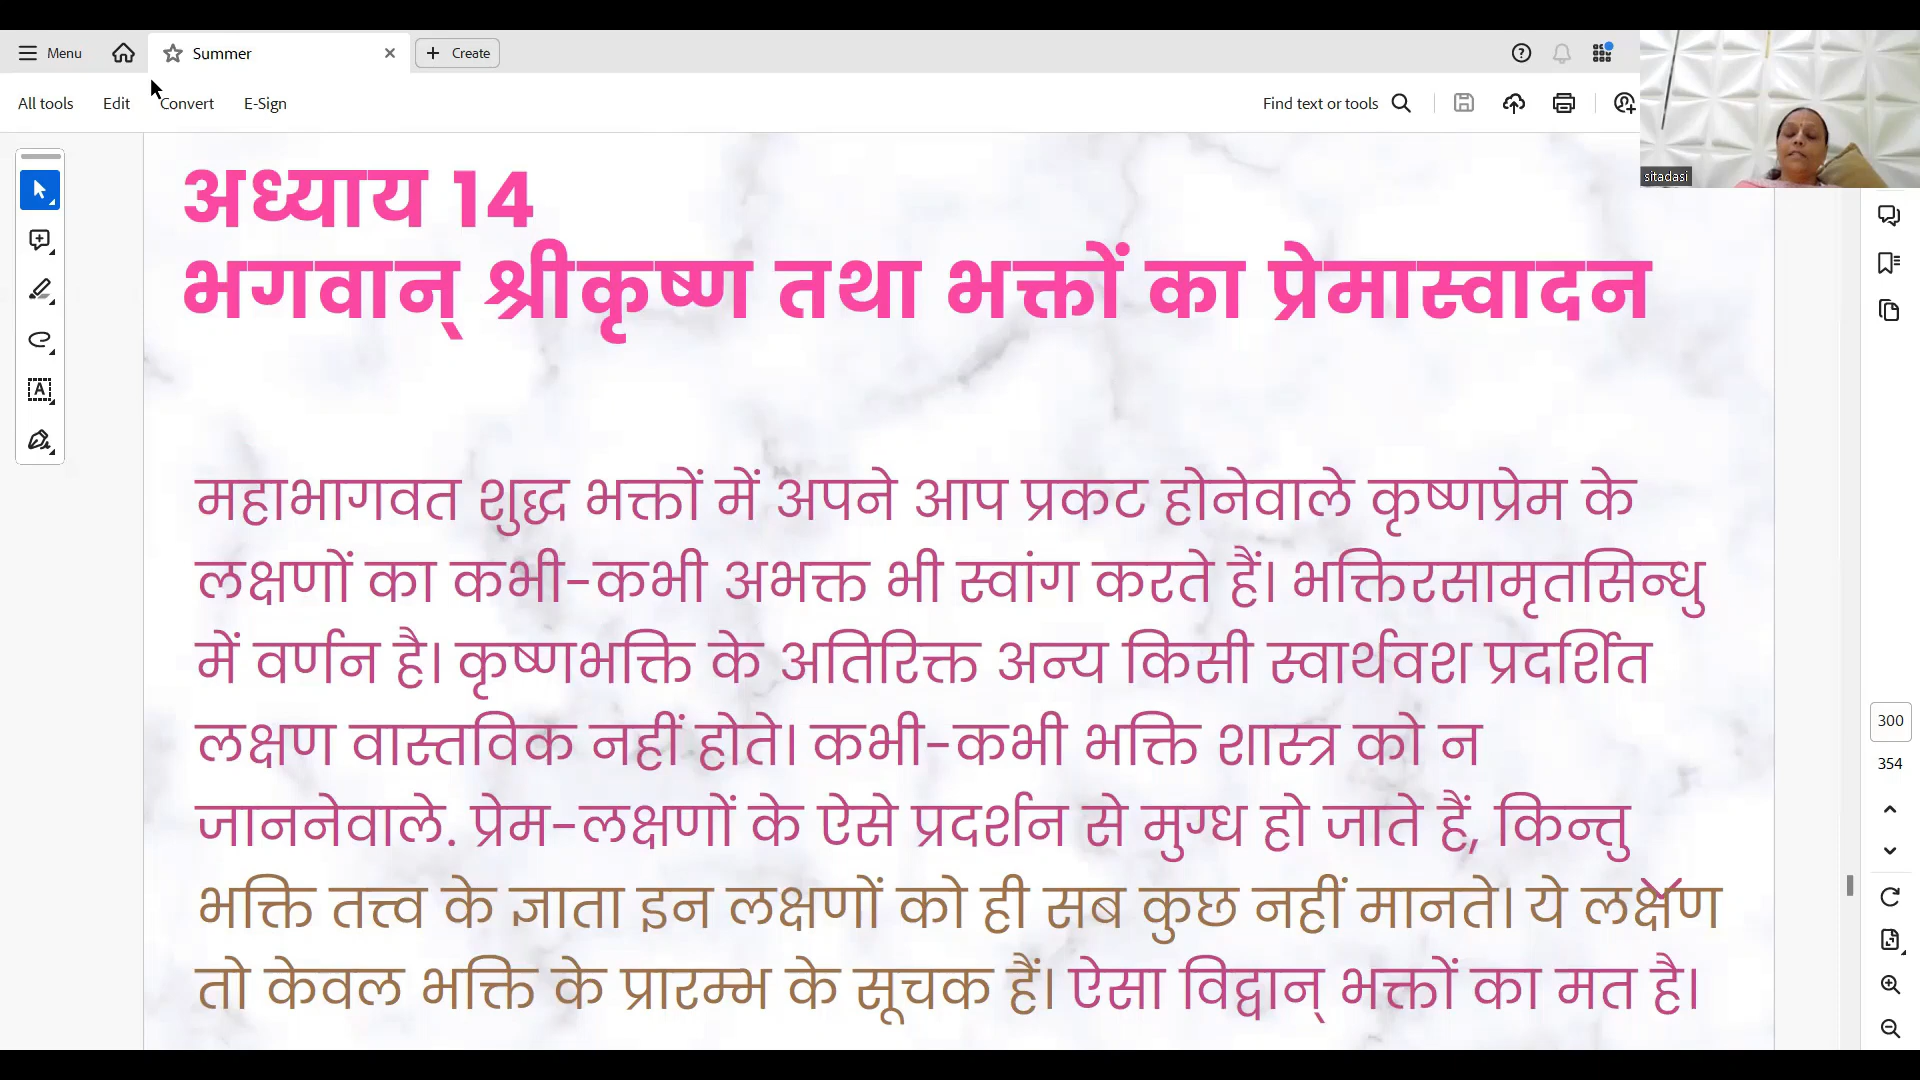 Menu
Summer
Create
All tools
Edit
Convert
E-Sign
Find text or tools
sitadasi
अध्याय 14
भगवान् श्रीकृष्ण तथा भक्तों का प्रेमास्वादन
महाभागवत शुद्ध भक्तों में अपने आप प्रकट होनेवाले कृष्णप्रेम के
लक्षणों का कभी-कभी अभक्त भी स्वांग करते हैं। भक्तिरसामृतसिन्धु
में वर्णन है। कृष्णभक्ति के अतिरिक्त अन्य किसी स्वार्थवश प्रदर्शित
लक्षण वास्तविक नहीं होते। कभी-कभी भक्ति शास्त्र को न
जाननेवाले. प्रेम-लक्षणों के ऐसे प्रदर्शन से मुग्ध हो जाते हैं, किन्तु
भक्ति तत्त्व के ज्ञाता इन लक्षणों को ही सब कुछ नहीं मानते। ये लक्षण
तो केवल भक्ति के प्रारम्भ के सूचक हैं। ऐसा विद्वान् भक्तों का मत है।
300
354